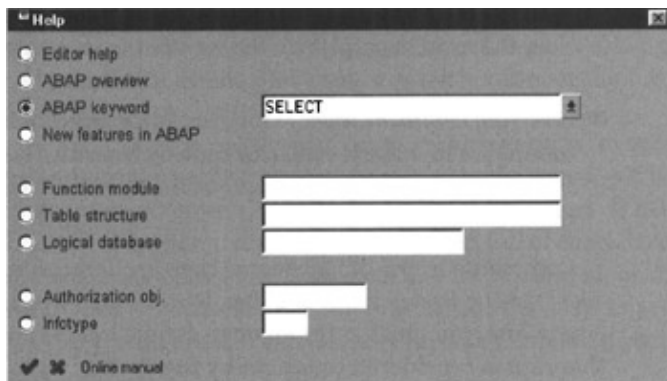 Help
Editor help
ABAP overview
ABAP keyword SELECT
New features in ABAP
Function module
Table structure
Logical database
Authorization obj.
Infotype
Online manual